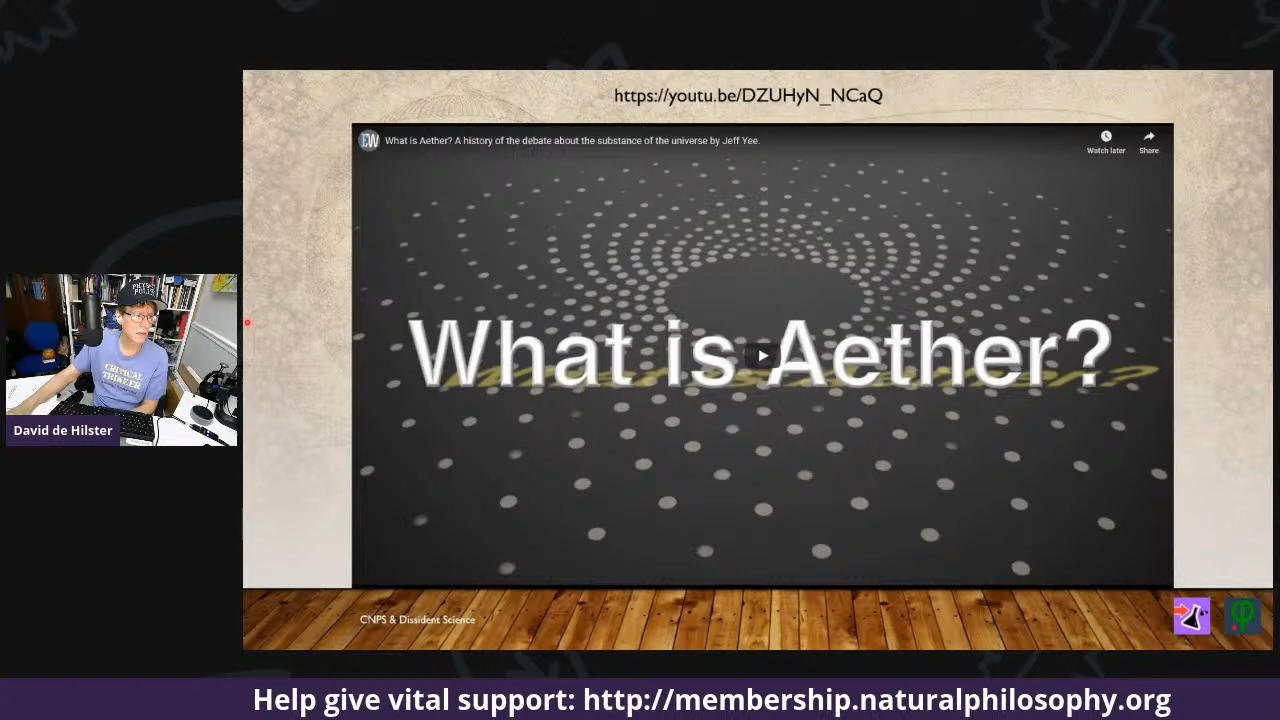 https://youtu.be/DZUHyN_NCaQ
What is Aether? A history of the debate about the substance of the universe by Jeff Yee.
Watch later
Share
What is Aether?
CRITICAL
THINKER
David de Hilster
CNPS & Dissident Science
Help give vital support: http://membership.naturalphilosophy.org